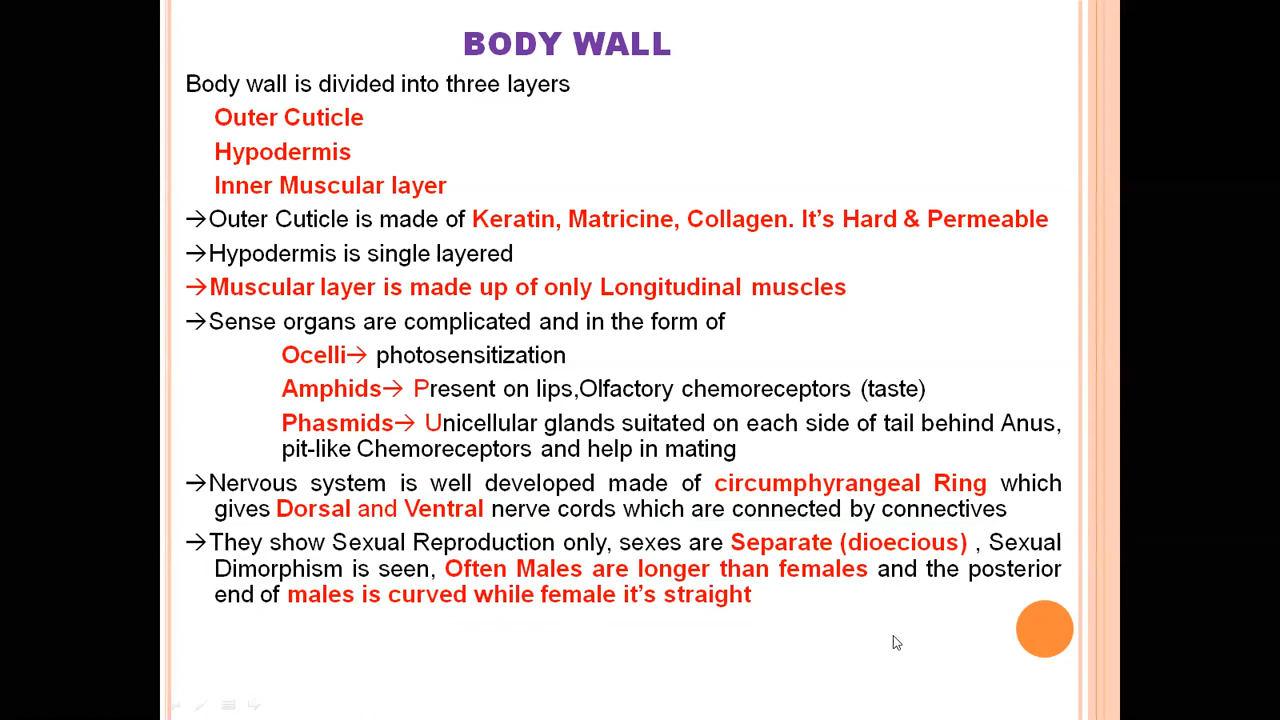 BODY WALL
Body wall is divided into three layers
Outer Cuticle
Hypodermis
Inner Muscular layer
→Outer Cuticle is made of Keratin, Matricine, Collagen. It's Hard & Permeable
→Hypodermis is single layered
→Muscular layer is made up of only Longitudinal muscles
→Sense organs are complicated and in the form of
Ocelli→ photosensitization
Amphids→ Present on lips,Olfactory chemoreceptors (taste)
Phasmids→ Unicellular glands suitated on each side of tail behind Anus,
pit-like Chemoreceptors and help in mating
→Nervous system is well developed made of circumphyrangeal Ring which
gives Dorsal and Ventral nerve cords which are connected by connectives
→They show Sexual Reproduction only, sexes are Separate (dioecious) , Sexual
Dimorphism is seen, Often Males are longer than females and the posterior
end of males is curved while female it's straight